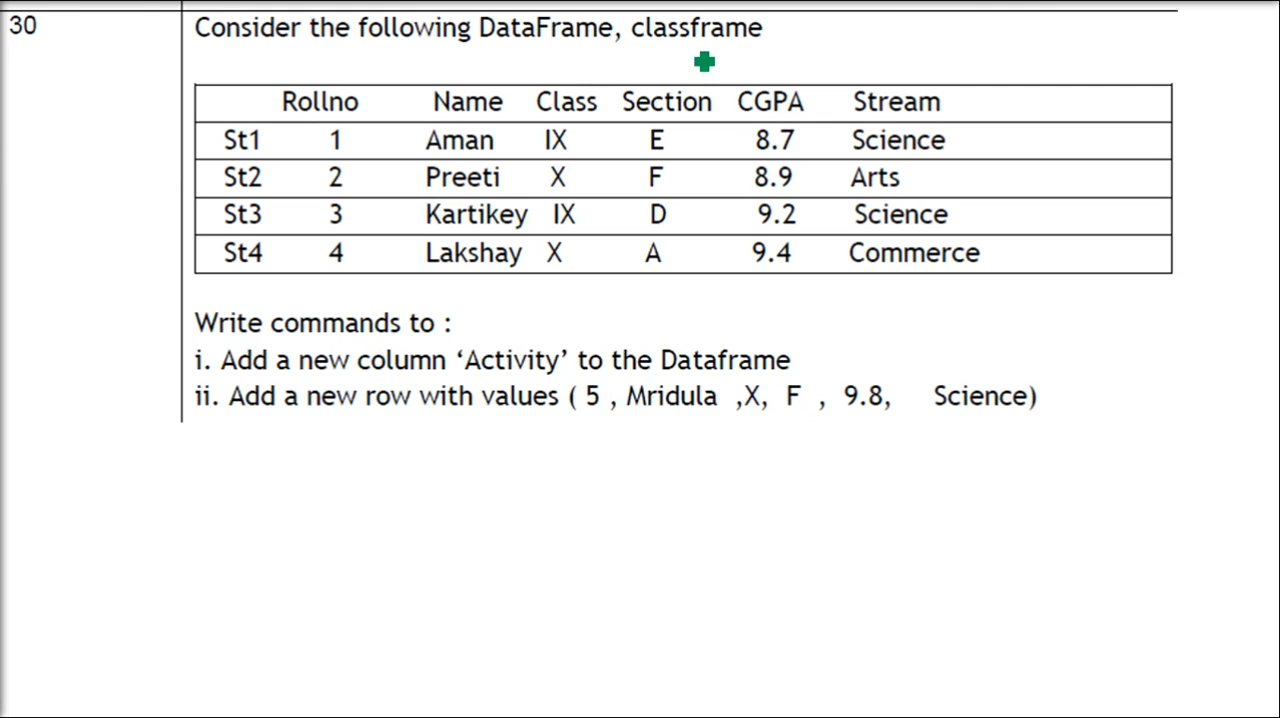 30
Consider the following DataFrame, classframe
Rollno Name Class Section CGPA Stream
St1 1 Aman IX E 8.7 Science
St2 2 Preeti X F 8.9 Arts
St3 3 Kartikey IX D 9.2 Science
St4 4 Lakshay X A 9.4 Commerce
Write commands to :
i. Add a new column ‘Activity’ to the Dataframe
ii. Add a new row with values ( 5 , Mridula ,X, F , 9.8, Science)